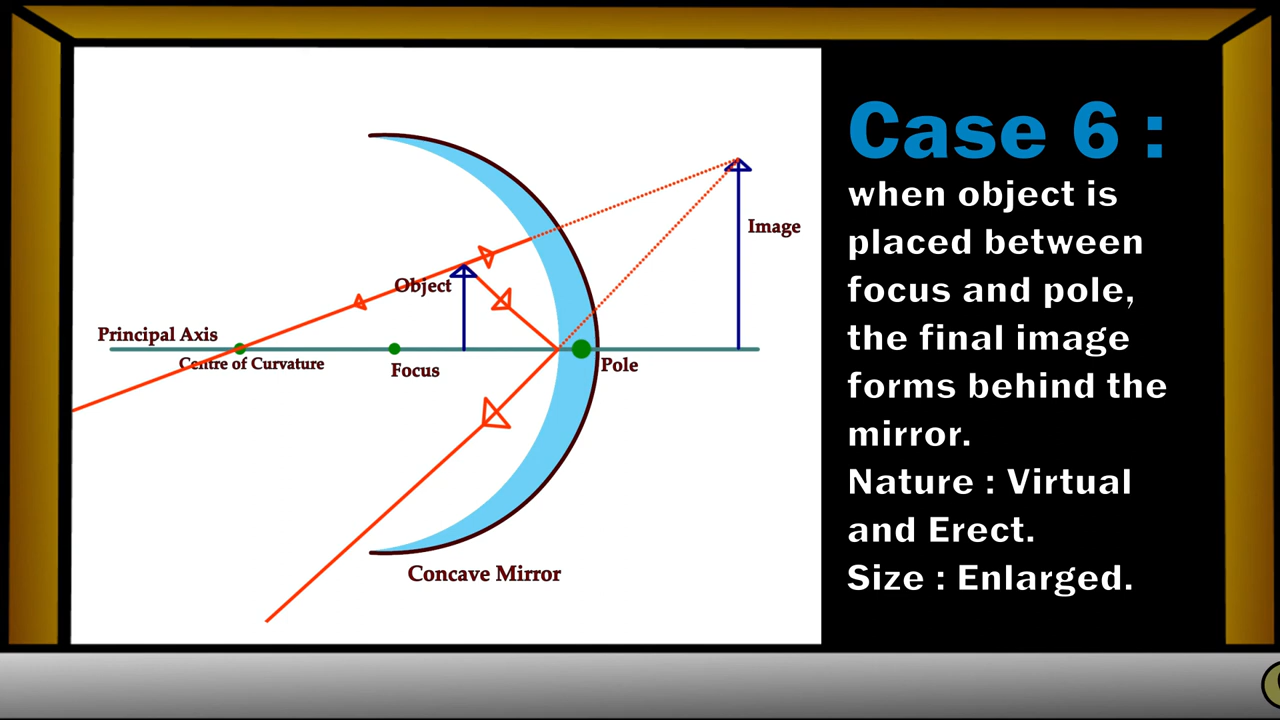 Case 6 :
when object is
placed between
focus and pole,
the final image
forms behind the
mirror.
Nature : Virtual
and Erect.
Size : Enlarged.
Image
Object
Principal Axis
Centre of Curvature
Focus
Pole
Concave Mirror